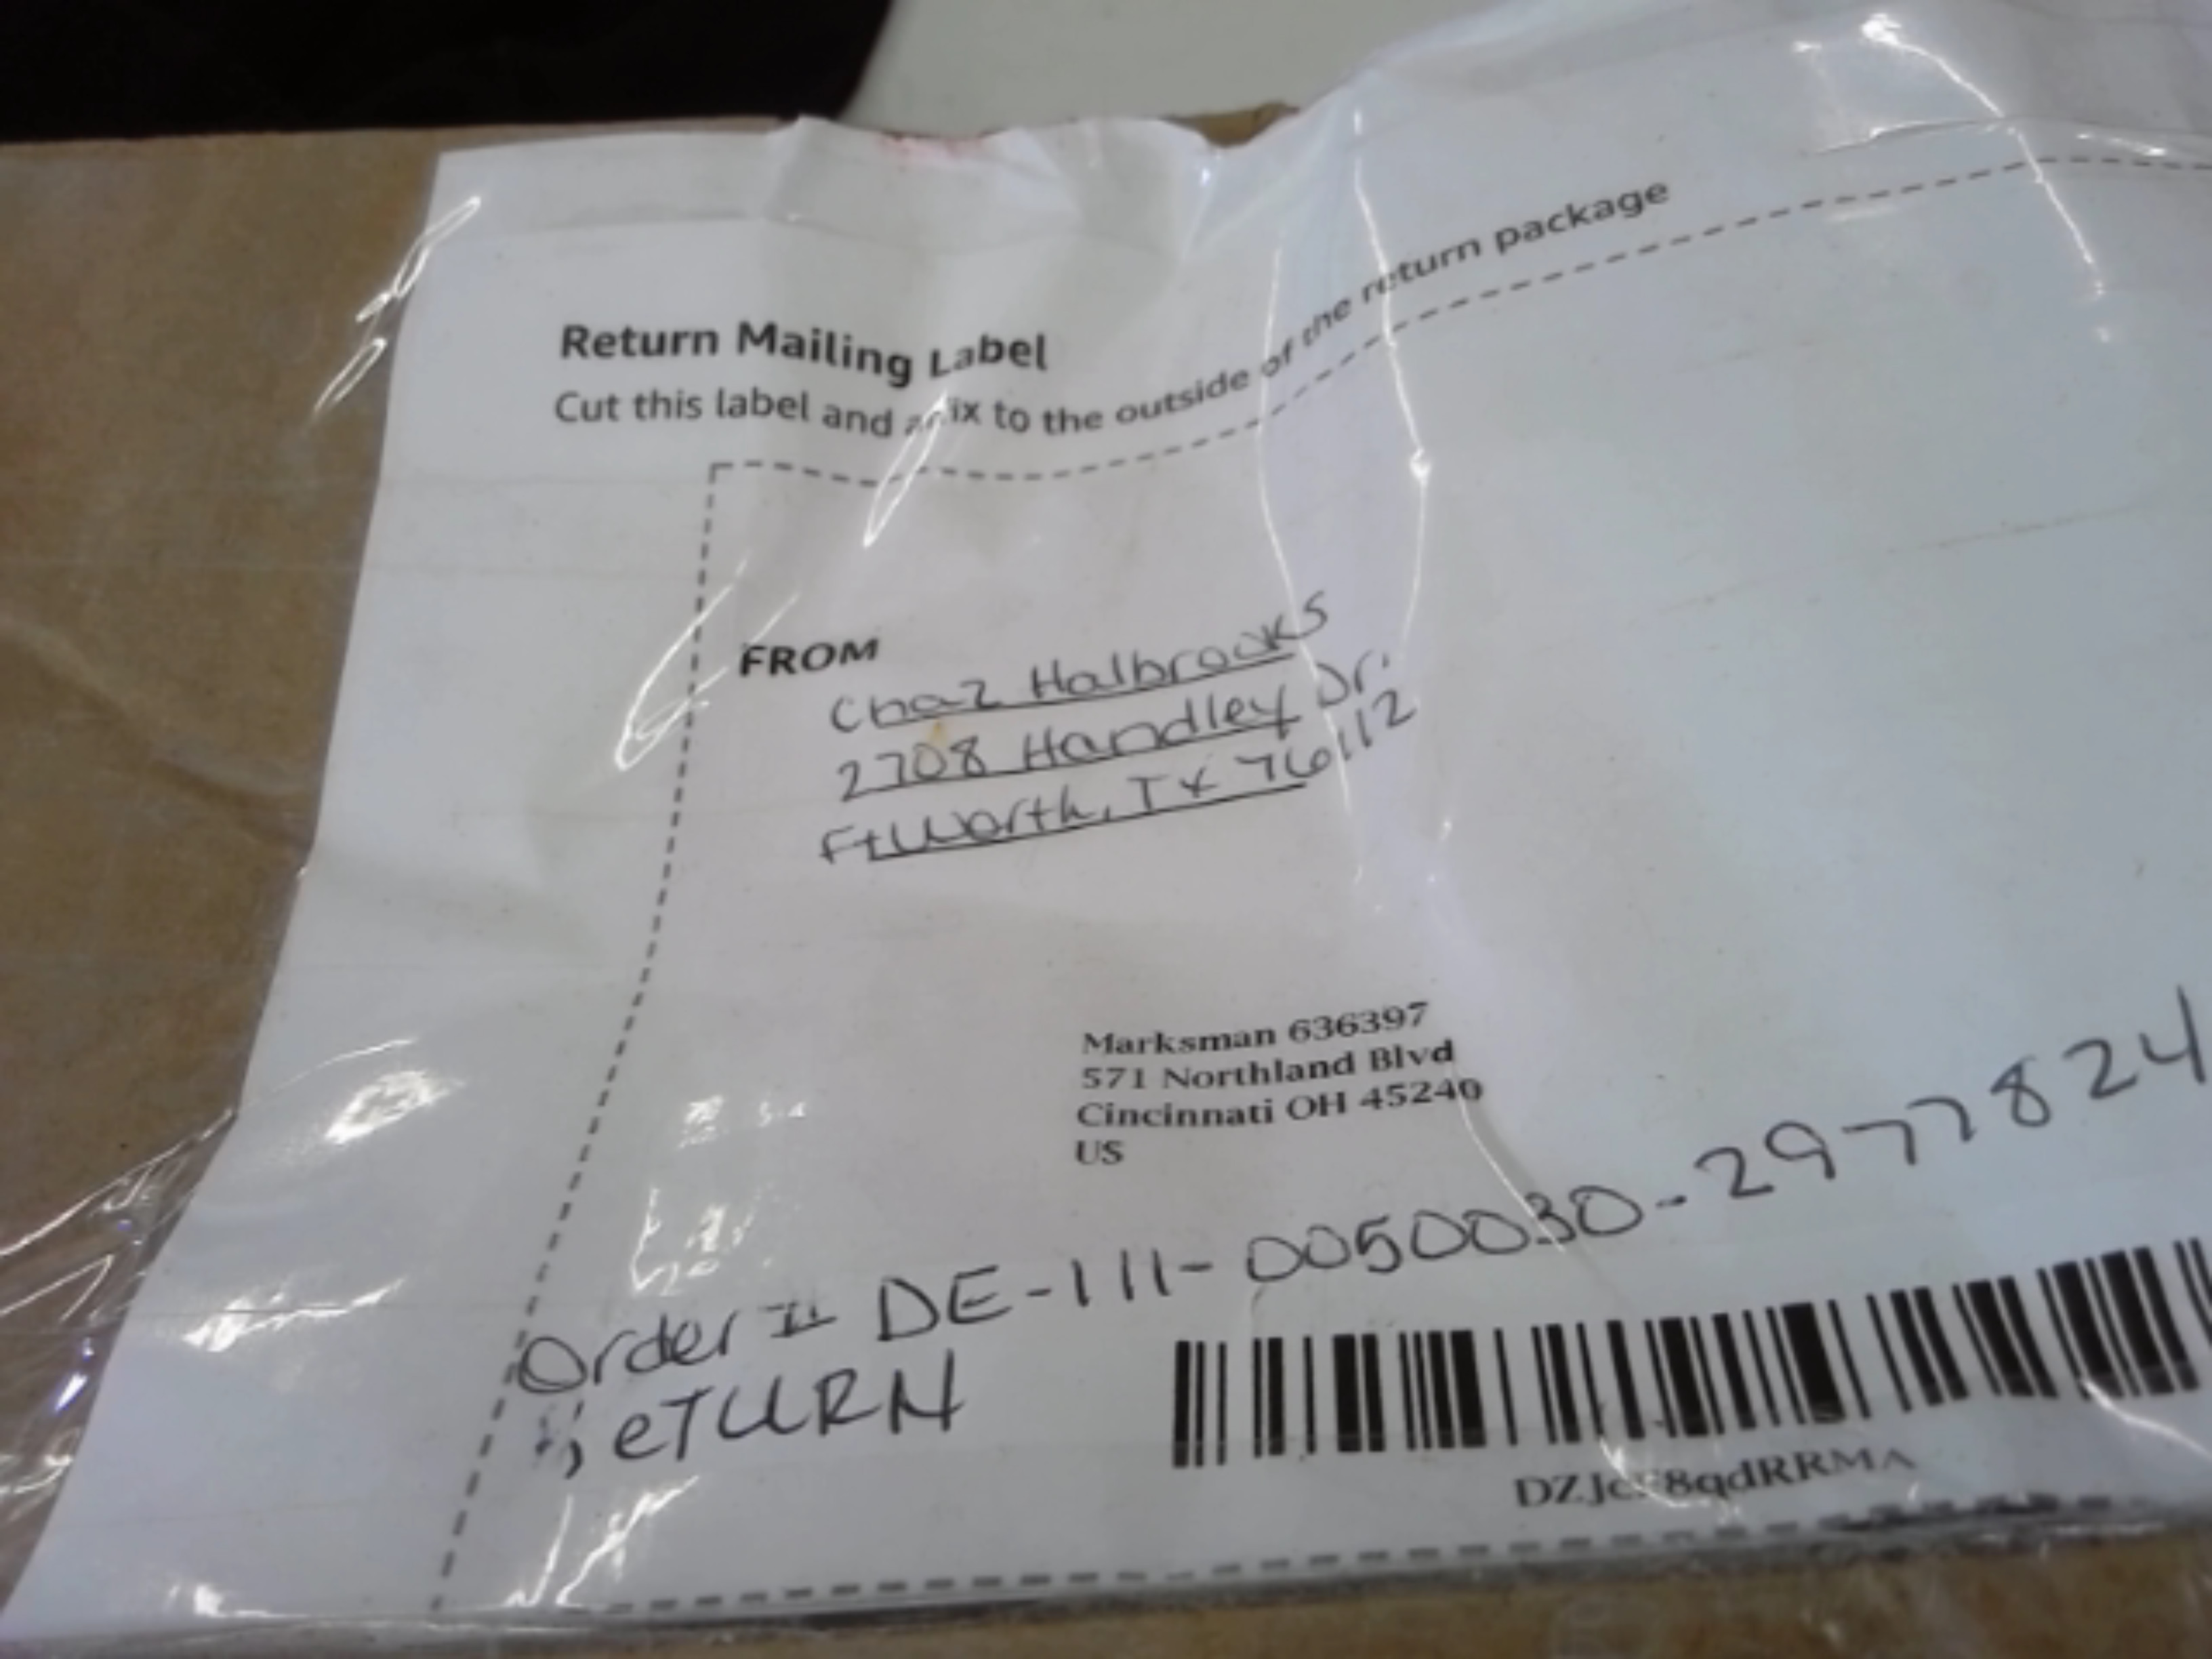 Return Mailing Label
Cut this label and affix to the outside of the return package
FROM
Chaz Halbrooks
2708 Handley Dr.
Ft Worth, Tx 76112
Marksman 636397
571 Northland Blvd
Cincinnati OH 45240
US
Order # DE-111-0050030-2977824
eTURN